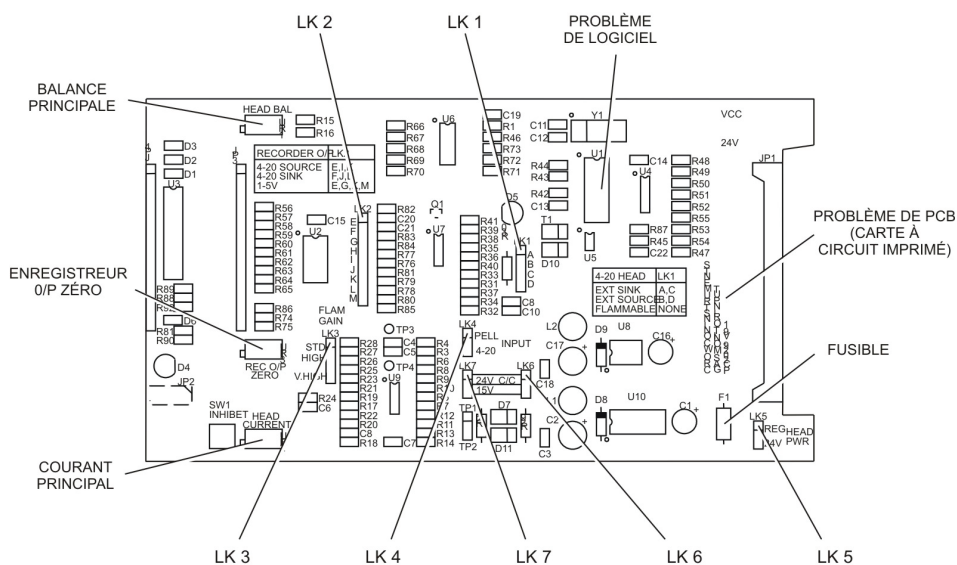 LK 2
LK 1
PROBLÈME
DE LOGICIEL
BALANCE
PRINCIPALE
HEAD BAL
R15
R16
RECORDER O/P
LK.
4-20 SOURCE
4-20 SINK
1-5V
D3
D2
D1
U3
R66
R67
R68
R69
R70
U6
C19
R1
R46
R73
R72
R71
C11
C12
Y1
U1
VCC
24V
JP1
R44
R43
R42
C13
C14
U4
R48
R49
R50
R51
R52
R55
R53
R54
R47
R87
R45
C22
U5
T1
D10
D5
R56
R57
R58
R59
R60
R61
R62
R63
R64
R65
C15
U2
LK2
E
F
G
H
I
J
K
L
M
R82
C20
C21
R83
R84
R77
R76
R81
R79
R78
R80
R85
Q1
U7
R41
R39
R38
R35
R36
R40
R33
R31
R37
R34
R32
A
B
C
D
C8
C10
4-20 HEAD
LK1
EXT SINK
A,C
EXT SOURCE
B,D
FLAMMABLE
NONE
PROBLÈME DE PCB
(CARTE À
CIRCUIT IMPRIMÉ)
ENREGISTREUR
0/P ZÉRO
R89
R88
R92
D6
R81
R90
D4
JP2
R86
R74
R75
REC O/P
ZERO
FLAM
GAIN
LK3
STD
HIGH
V.HIGH
R24
C6
SW1
INHIBET
HEAD
CURRENT
R28
R27
R26
R25
R23
R21
R19
R17
R22
R20
C8
R18
TP3
C4
C5
TP4
U9
C7
R4
R3
R6
R8
R9
R12
R11
R13
R14
LK4
PELL
4-20
INPUT
LK7
LK6
24V C/C
15V
C18
TP1
TP2
D7
D11
L2
C17
L1
C2
C3
D9
U8
C16
D8
U10
C1
F1
LK5
REG
24V
HEAD
PWR
FUSIBLE
COURANT
PRINCIPAL
LK 3
LK 4
LK 7
LK 6
LK 5